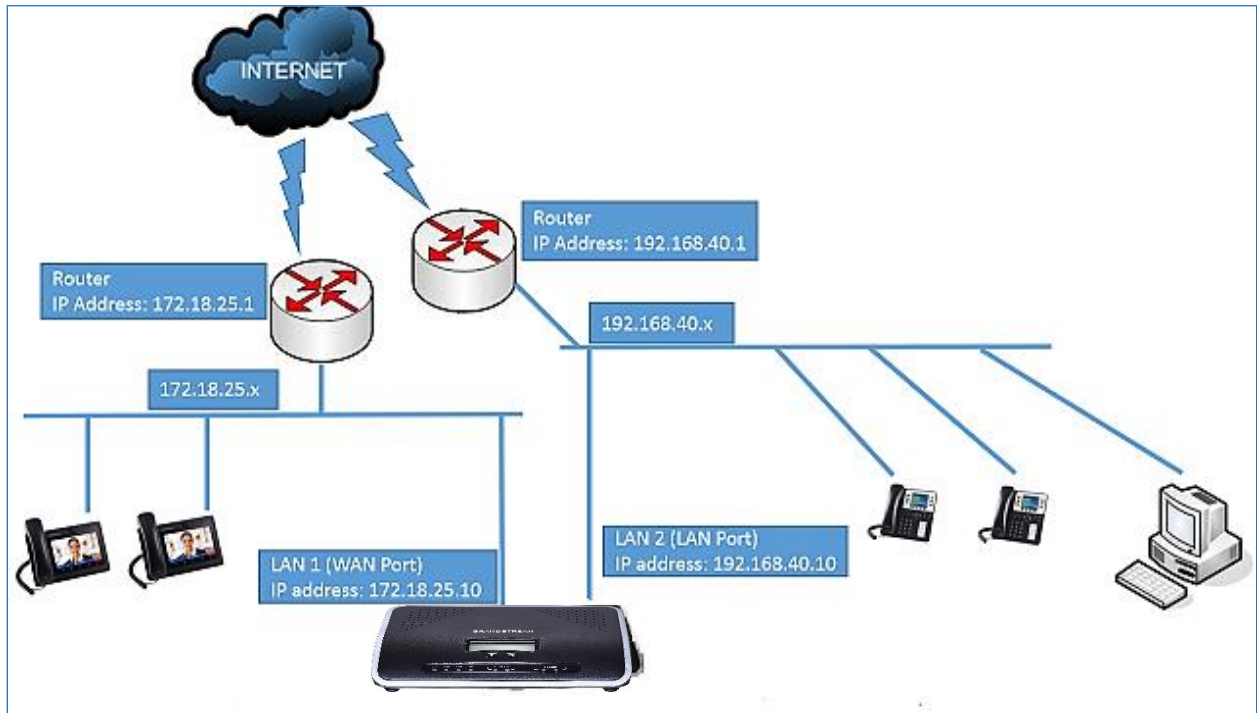 INTERNET
Router
IP Address: 192.168.40.1
Router
IP Address: 172.18.25.1
192.168.40.x
172.18.25.x
LAN 1 (WAN Port)
IP address: 172.18.25.10
LAN 2 (LAN Port)
IP address: 192.168.40.10
GRANDSTREAM